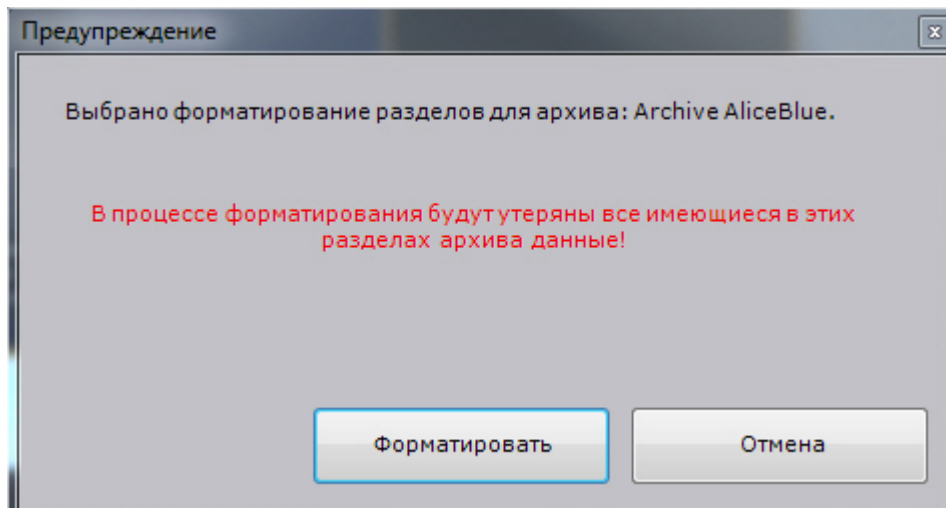 Предупреждение
Выбрано форматирование разделов для архива: Archive AliceBlue.
В процессе форматирования будут утеряны все имеющиеся в этих
разделах архива данные!
Форматировать
Отмена